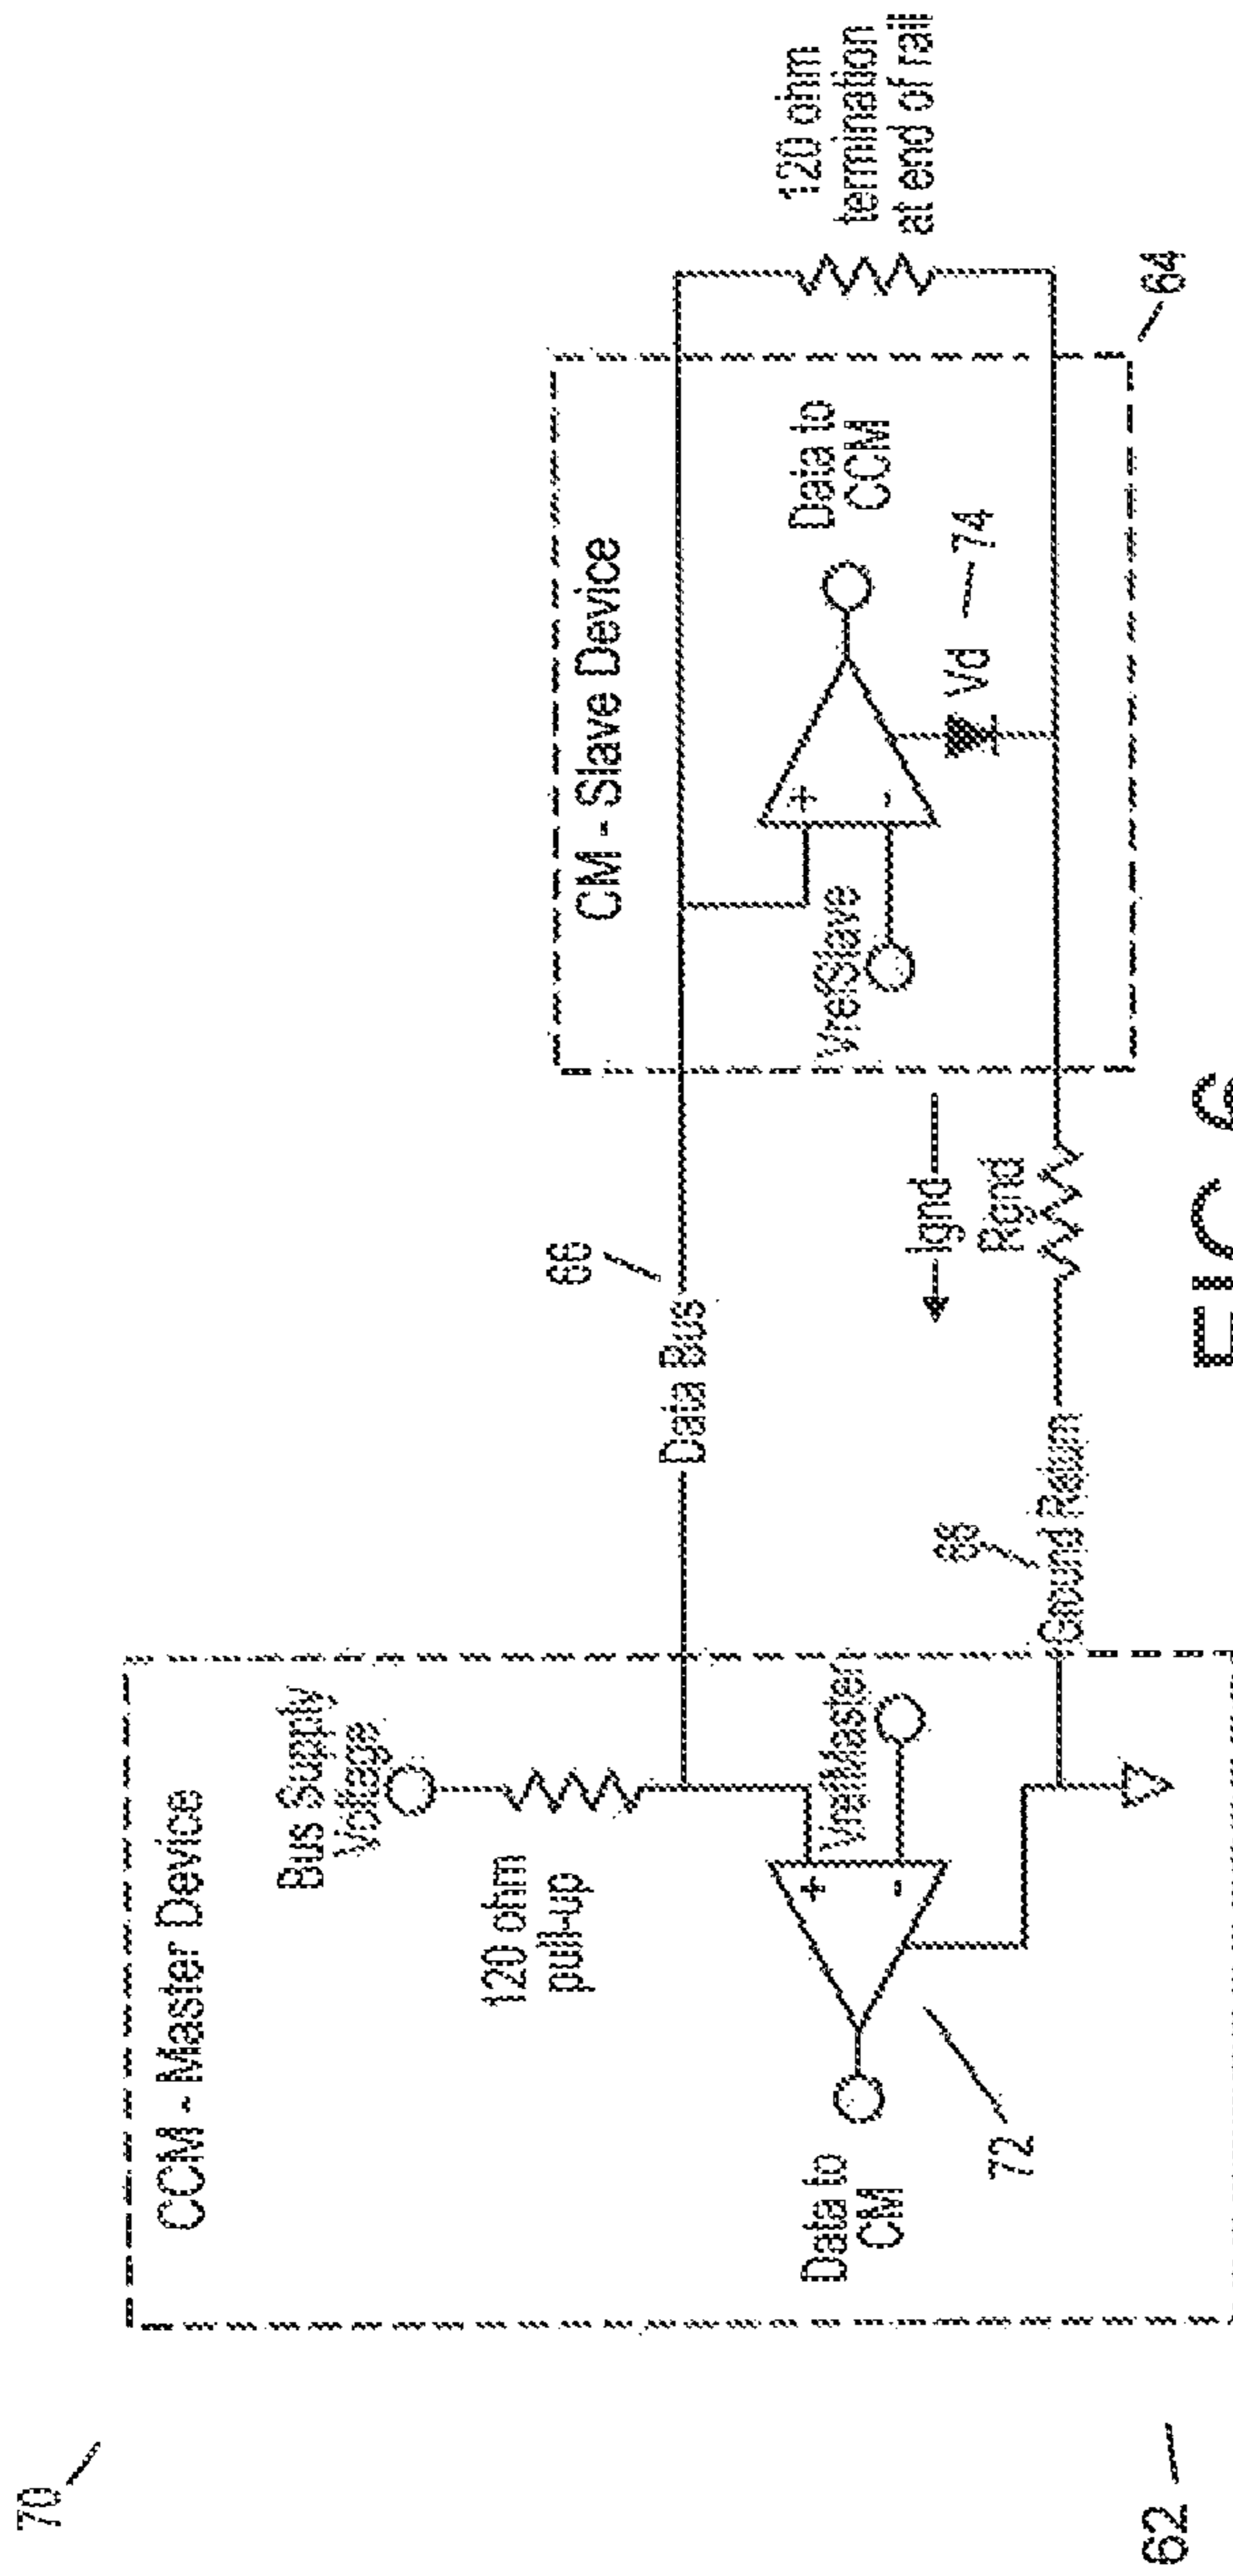 70
62
CCM - Master Device
Bus Supply
Voltage
120 ohm
pull-up
VrefMaster
+
-
Data to
CM
72
Data Bus
66
68
Ground Return
Ignd
Rgnd
CM - Slave Device
VrefSlave
+
-
Data to
CCM
Vd
74
64
120 ohm
termination
at end of rail
FIG. 6